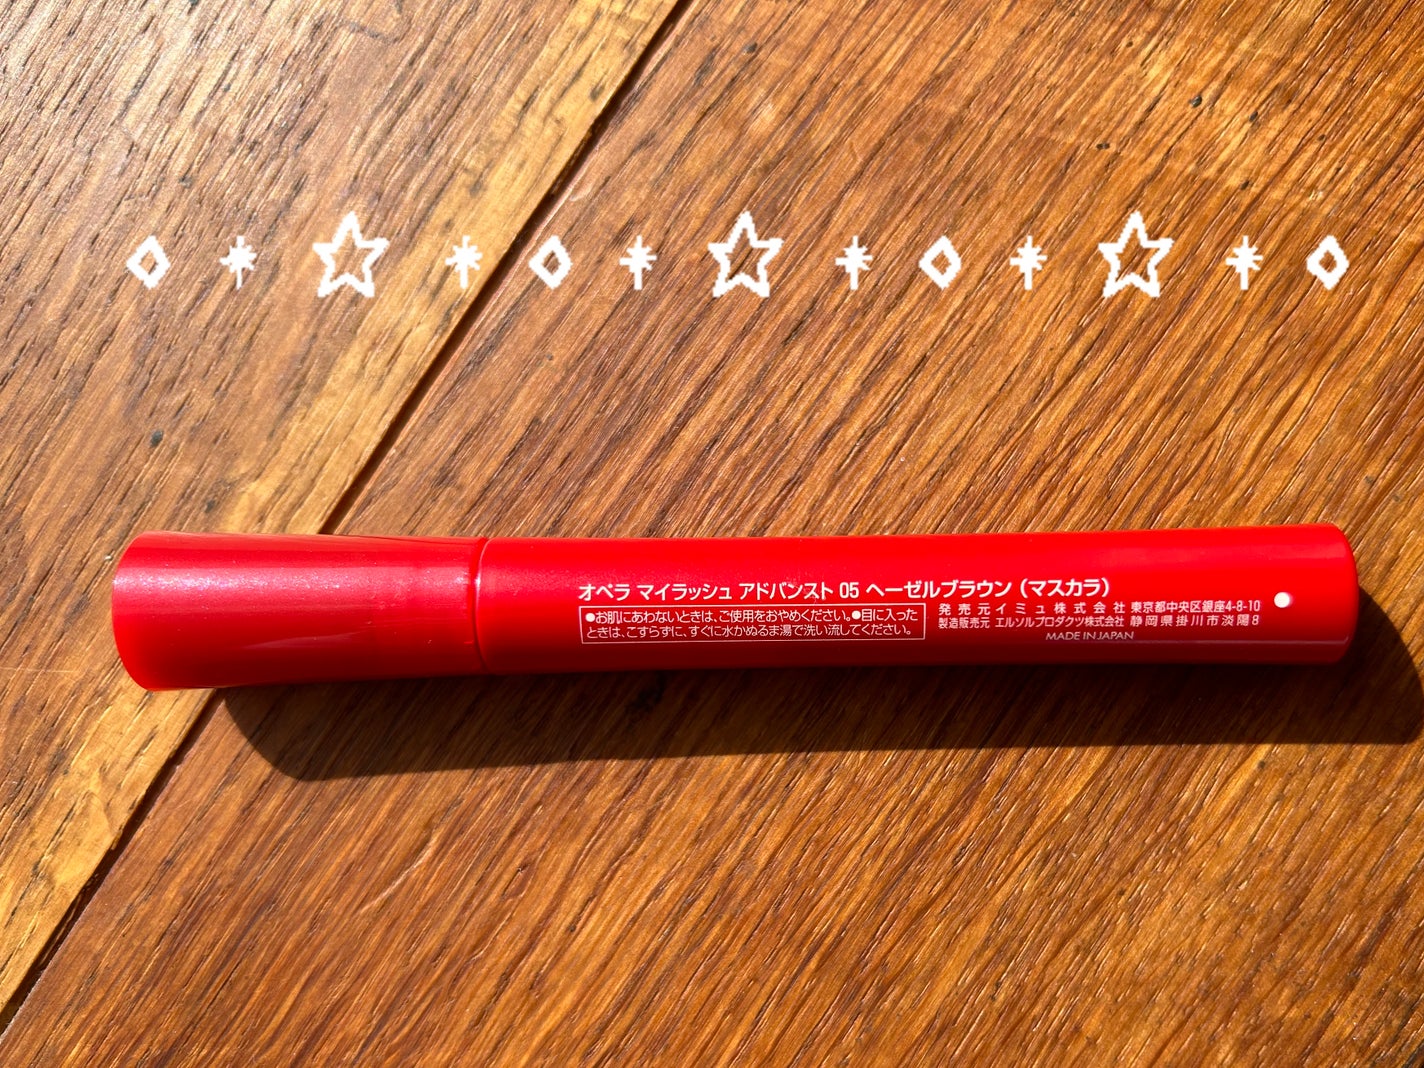 オペラ マイラッシュ アドバンスト 05 ヘーゼルブラウン（マスカラ）
●お肌にあわないときは、ご使用をおやめください。●目に入った
ときは、こすらずに、すぐに水かぬるま湯で洗い流してください。
発売元イミュ株式会社 東京都中央区銀座4-8-10
製造販売元 エルソルプロダクツ株式会社 静岡県掛川市淡陽8
MADE IN JAPAN